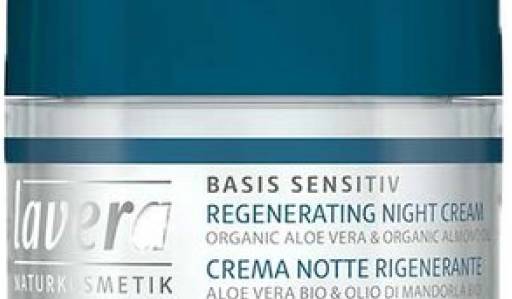 lavera
NATURKOSMETIK
BASIS SENSITIV
REGENERATING NIGHT CREAM
ORGANIC ALOE VERA & ORGANIC ALMOND OIL
CREMA NOTTE RIGENERANTE
ALOE VERA BIO & OLIO DI MANDORLA BIO